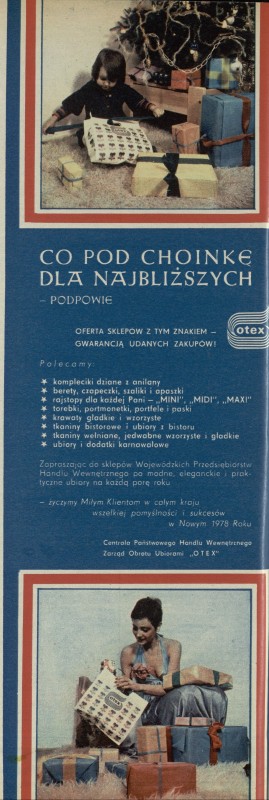 CO POD CHOINKĘ
DLA NAJBLIŻSZYCH
– PODPOWIE
OFERTA SKLEPÓW Z TYM ZNAKIEM –
GWARANCJĄ UDANYCH ZAKUPÓW!
otex
Polecamy:
★ kompleciki dziane z anilany
★ berety, czapeczki, szaliki i apaszki
★ rajstopy dla każdej Pani – „MINI”, „MIDI”, „MAXI”
★ torebki, portmonetki, portfele i paski
★ krawaty gładkie i wzorzyste
★ tkaniny bistorowe i ubiory z bistoru
★ tkaniny wełniane, jedwabne wzorzyste i gładkie
★ ubiory i dodatki karnawałowe
Zapraszając do sklepów Wojewódzkich Przedsiębiorstw
Handlu Wewnętrznego po modne, eleganckie i prak-
tyczne ubiory na każdą porę roku
– życzymy Miłym Klientom w całym kraju
wszelkiej pomyślności i sukcesów
w Nowym 1978 Roku
Centrala Państwowego Handlu Wewnętrznego
Zarząd Obrotu Ubiorami „OTEX”
otex